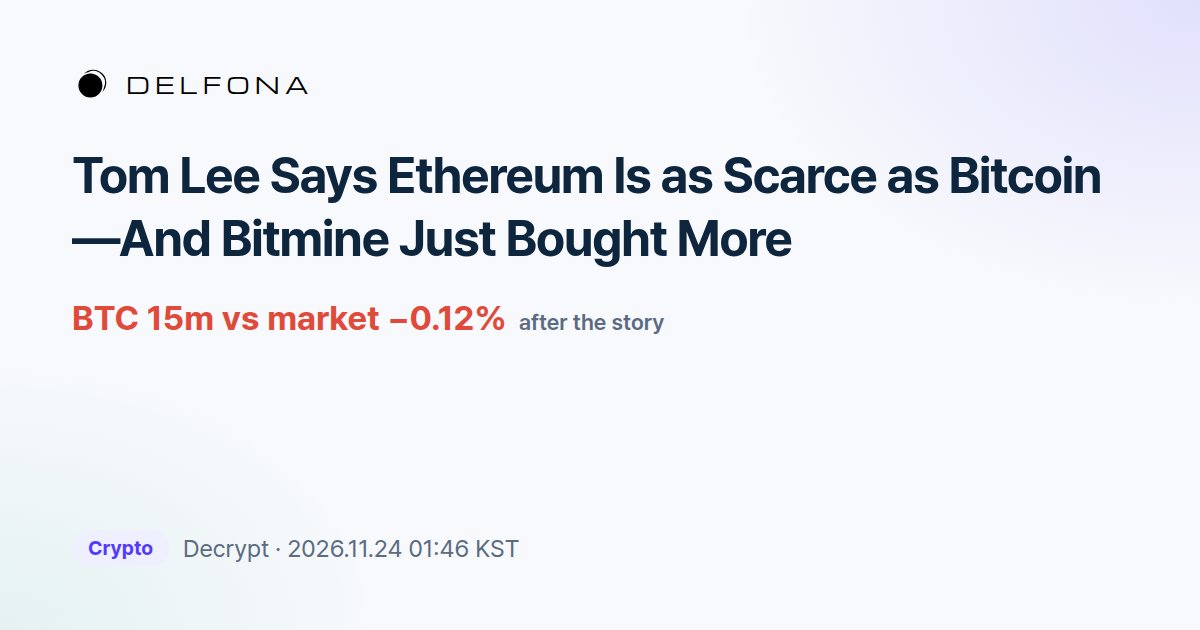 DELFONA
Tom Lee Says Ethereum Is as Scarce as Bitcoin
—And Bitmine Just Bought More
BTC 15m vs market −0.12% after the story
Crypto Decrypt · 2026.11.24 01:46 KST